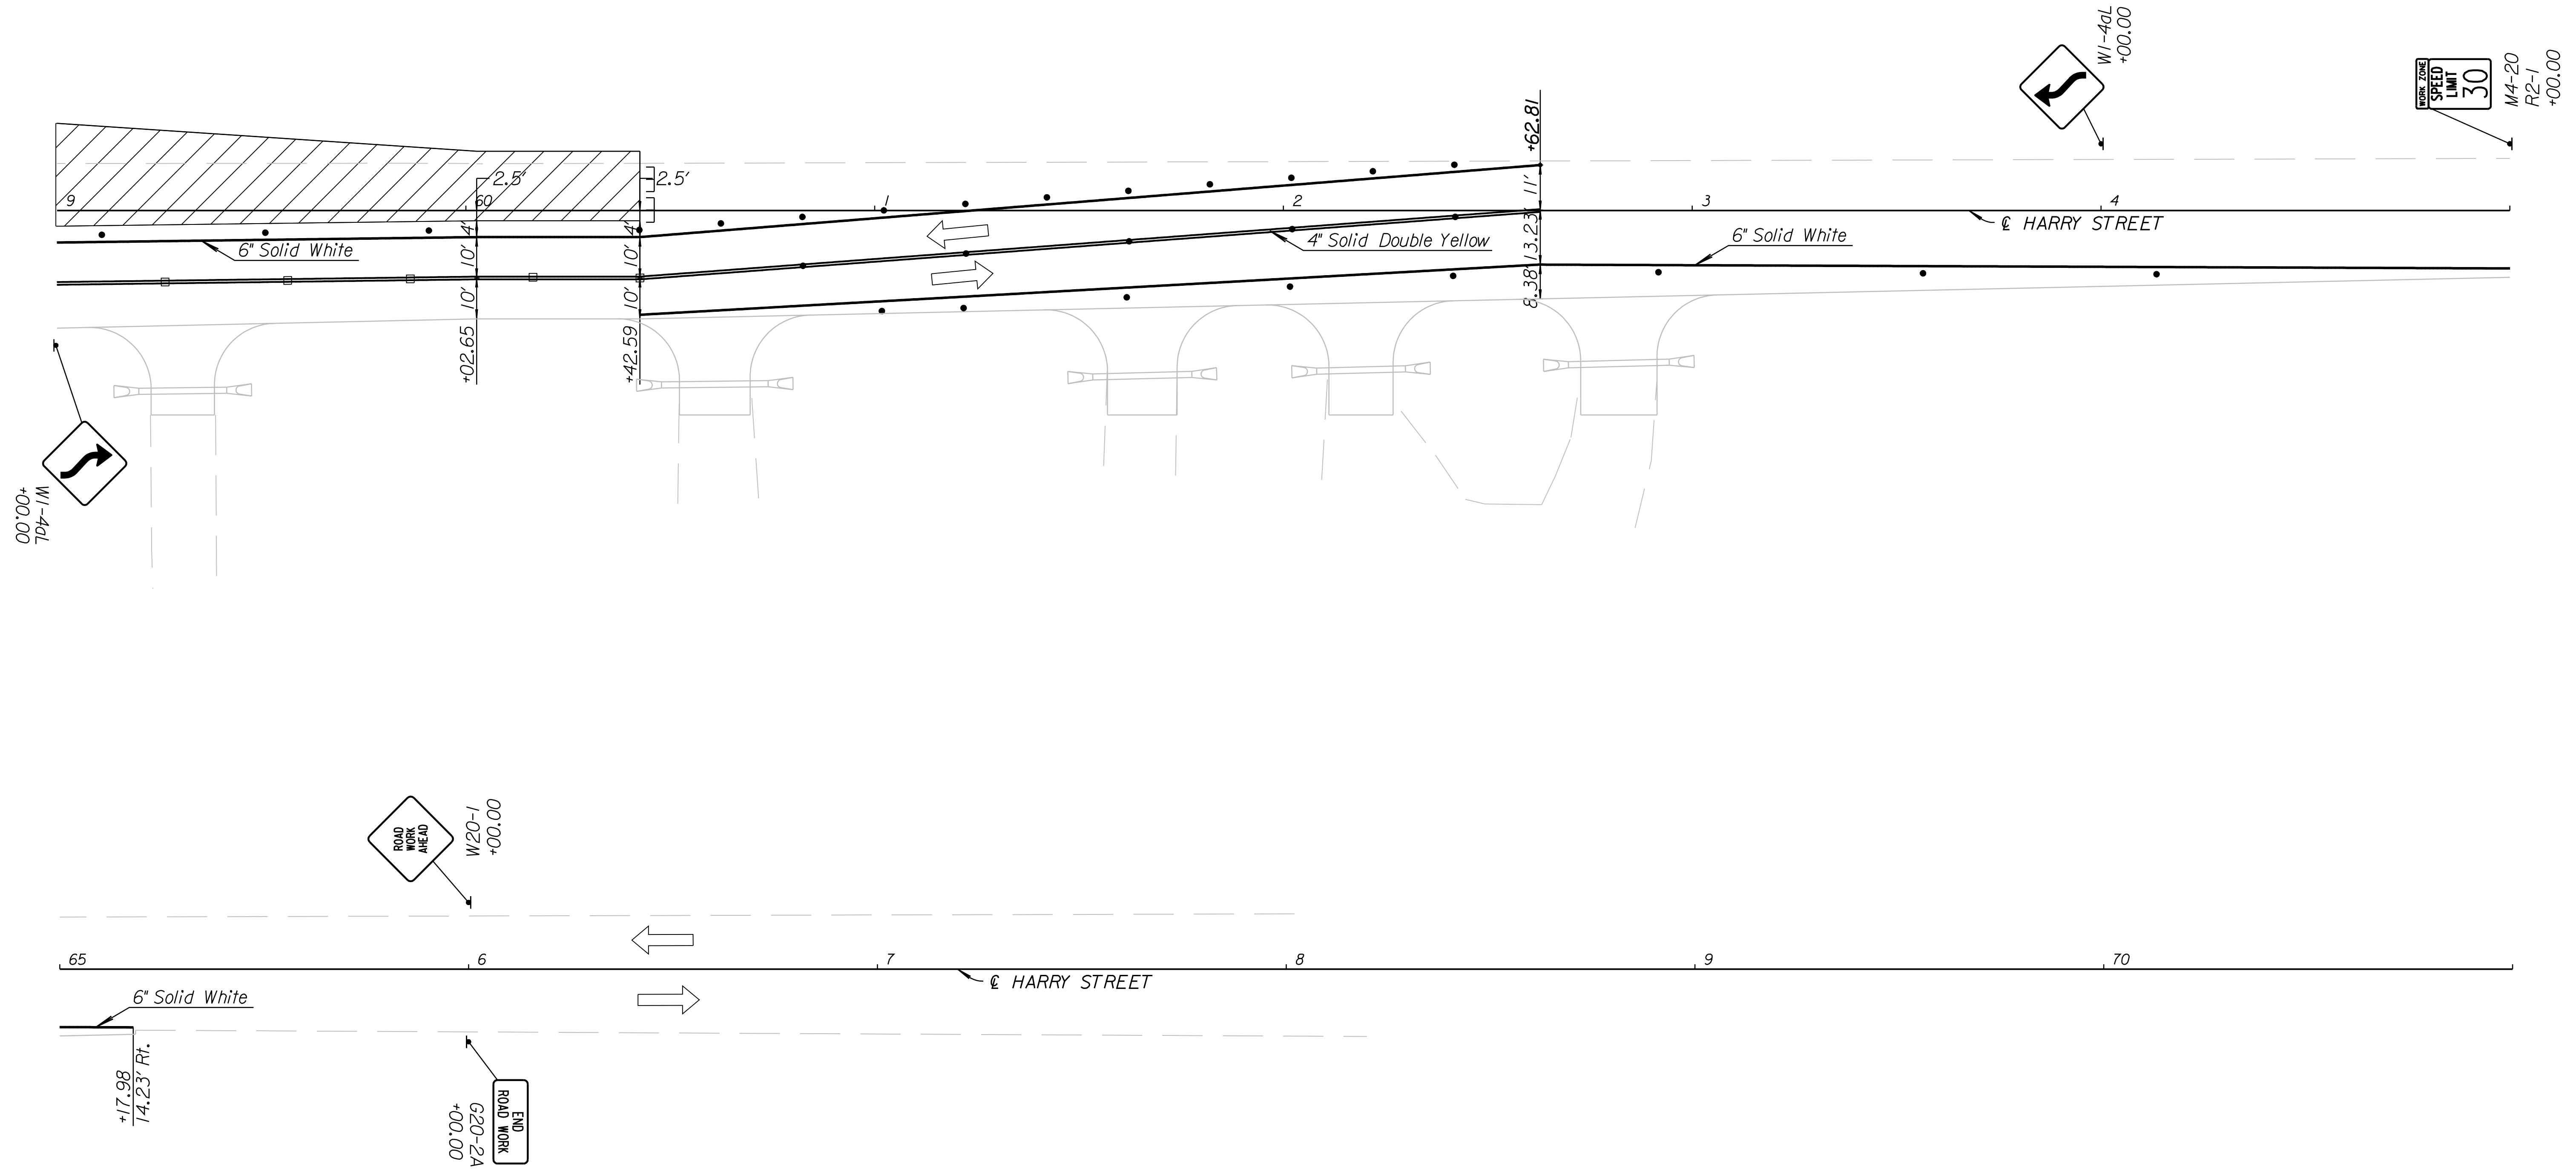 W1-4aL
+00.00
WORK ZONE
SPEED
LIMIT
30
M4-20
R2-1
+00.00
+62.81
2.5'
2.5'
9
60
1
2
3
4
11'
℄ HARRY STREET
4'
4'
13.23'
6" Solid White
4" Solid Double Yellow
6" Solid White
10'
10'
10'
10'
8.38'
+02.65
+42.59
W1-4aL
+00.00
ROAD
WORK
AHEAD
W20-1
+00.00
65
6
7
8
9
70
℄ HARRY STREET
6" Solid White
+17.98
14.23' Rt.
END
ROAD WORK
G20-2A
+00.00